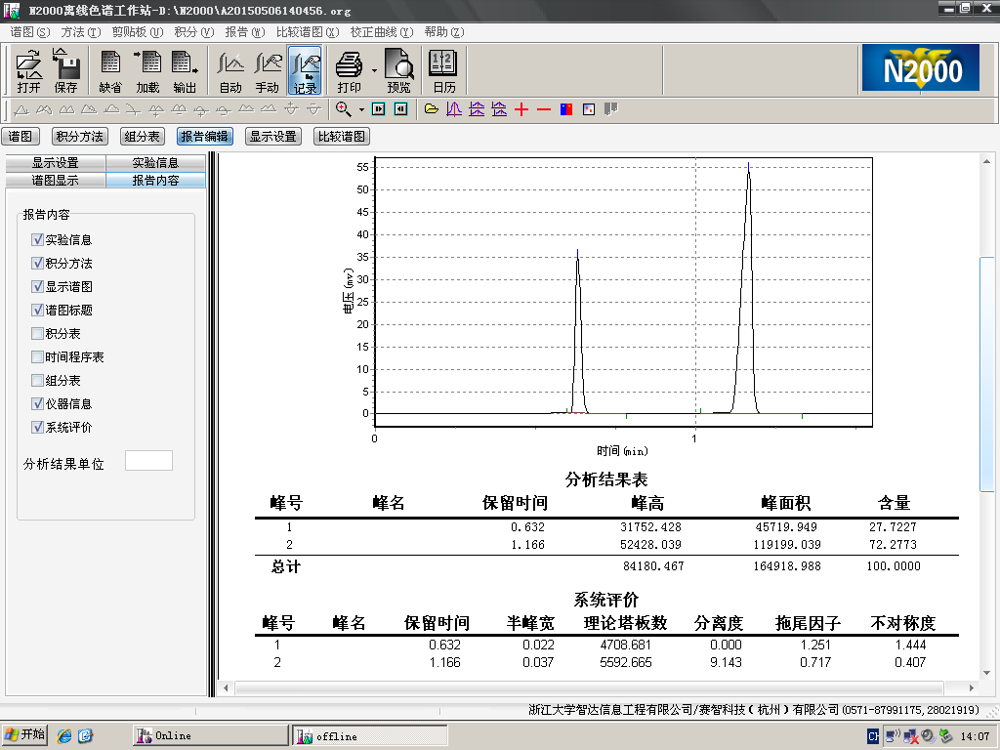 N2000离线色谱工作站-D:\N2000\A20150506140456.org
谱图(S) 方法(T) 剪贴板(U) 积分(V) 报告(W) 比较谱图(X) 校正曲线(Y) 帮助(Z)
打开 保存 缺省 加载 输出 自动 手动 记录 打印 预览 日历 N2000
谱图 积分方法 组分表 报告编辑 显示设置 比较谱图
显示设置 实验信息
谱图显示 报告内容
报告内容
实验信息
积分方法
显示谱图
谱图标题
积分表
时间程序表
组分表
仪器信息
系统评价
分析结果单位
电压(mv)
55
50
45
40
35
30
25
20
15
10
5
0
0 1
时间(min)
分析结果表
峰号 峰名 保留时间 峰高 峰面积 含量
1 0.632 31752.428 45719.949 27.7227
2 1.166 52428.039 119199.039 72.2773
总计 84180.467 164918.988 100.0000
系统评价
峰号 峰名 保留时间 半峰宽 理论塔板数 分离度 拖尾因子 不对称度
1 0.632 0.022 4708.681 0.000 1.251 1.444
2 1.166 0.037 5592.665 9.143 0.717 0.407
浙江大学智达信息工程有限公司/赛智科技(杭州)有限公司(0571-87991175,28021919)
开始 Online offline CH 14:07